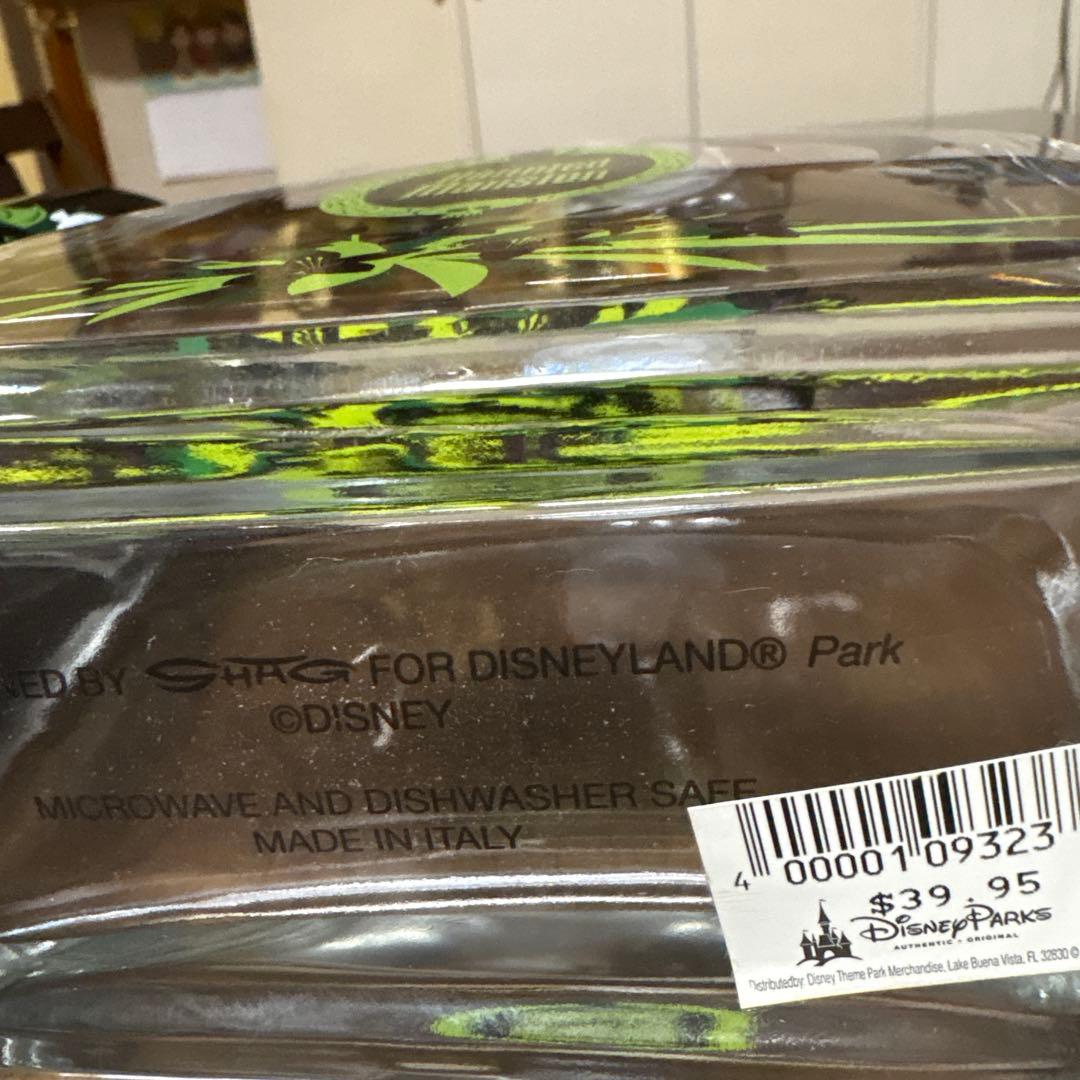 mansion
BY SHAG FOR DISNEYLAND® Park
©DISNEY
MICROWAVE AND DISHWASHER SAFE
MADE IN ITALY
4 00001 09323
$39.95
Disney Parks
AUTHENTIC • ORIGINAL
Distributed by: Disney Theme Park Merchandise, Lake Buena Vista, FL 32830 ©